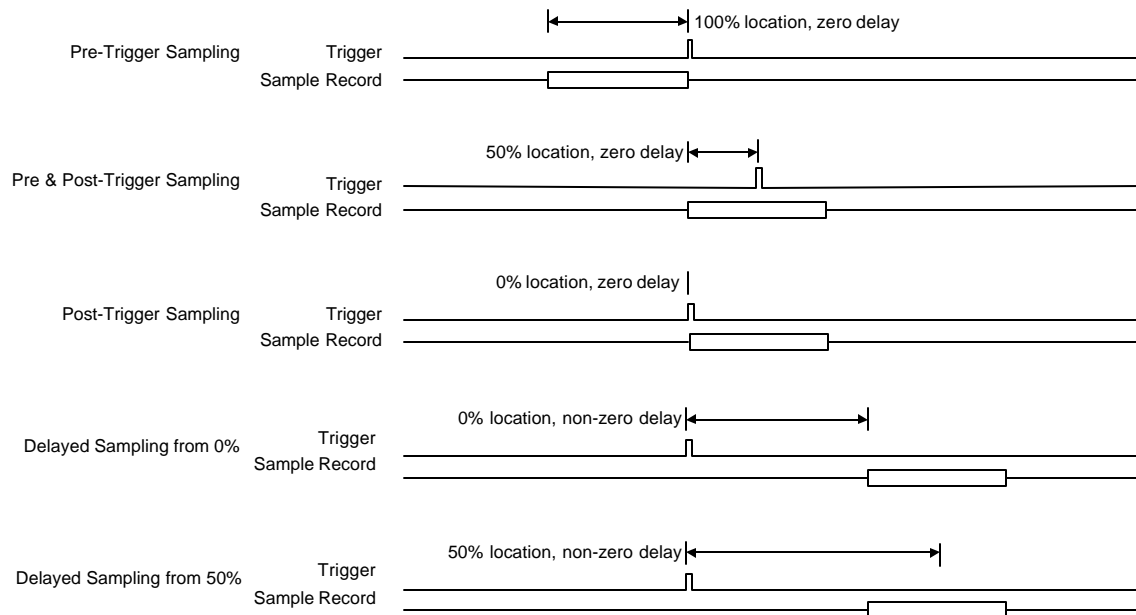 100% location, zero delay
Pre-Trigger Sampling Trigger
Sample Record
50% location, zero delay
Pre & Post-Trigger Sampling Trigger
Sample Record
0% location, zero delay
Post-Trigger Sampling Trigger
Sample Record
0% location, non-zero delay
Delayed Sampling from 0% Trigger
Sample Record
50% location, non-zero delay
Delayed Sampling from 50% Trigger
Sample Record